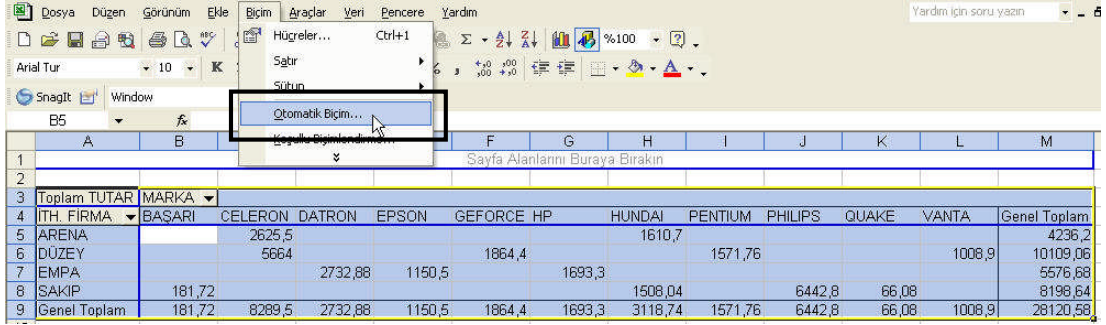 Dosya Düzen Görünüm Ekle Biçim Araçlar Veri Pencere Yardım Yardım için soru yazın
Hücreler... Ctrl+1 %100
Arial Tur 10 K Satır
Sütun
SnagIt Window
Otomatik Biçim...
B5 fx
Koşullu Biçimlendirme...
A B F G H I J K L M
1 Sayfa Alanlarını Buraya Bırakın
2
3 Toplam TUTAR MARKA
4 İTH. FİRMA BAŞARI CELERON DATRON EPSON GEFORCE HP HUNDAI PENTIUM PHILIPS QUAKE VANTA Genel Toplam
5 ARENA 2625,5 1610,7 4236,2
6 DÜZEY 5664 1864,4 1571,76 1008,9 10109,06
7 EMPA 2732,88 1150,5 1693,3 5576,68
8 SAKIP 181,72 1508,04 6442,8 66,08 8198,64
9 Genel Toplam 181,72 8289,5 2732,88 1150,5 1864,4 1693,3 3118,74 1571,76 6442,8 66,08 1008,9 28120,58